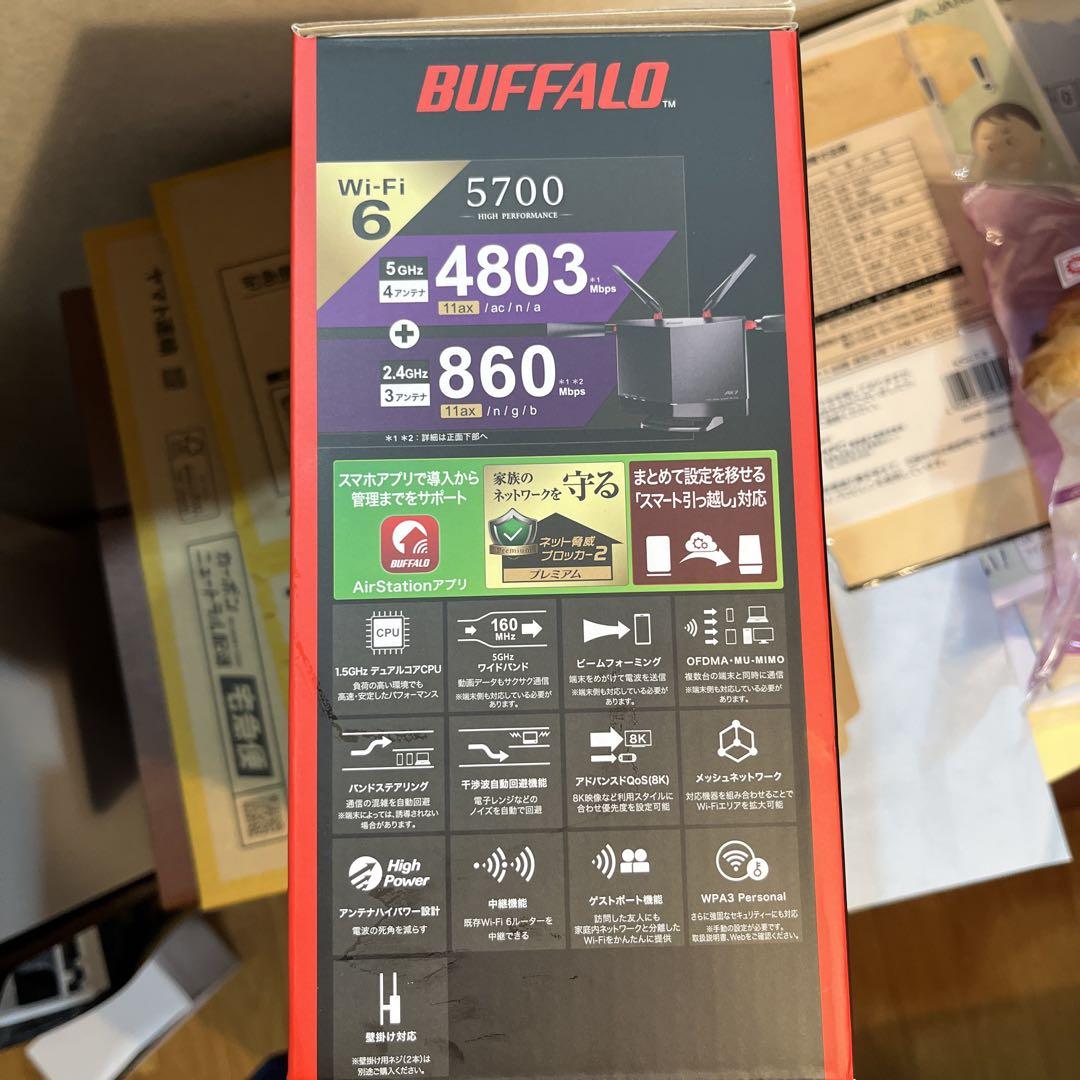 BUFFALO™
Wi-Fi
6
5700
HIGH PERFORMANCE
5GHz
4アンテナ
4803
*1
Mbps
11ax /ac/n/a
+
2.4GHz
3アンテナ
860
*1 *2
Mbps
11ax /n/g/b
*1 *2：詳細は正面下部へ
スマホアプリで導入から
管理までをサポート
BUFFALO
AirStationアプリ
家族の
ネットワークを守る
Premium
ネット脅威
ブロッカー2
プレミアム
まとめて設定を移せる
「スマート引っ越し」対応
CPU
1.5GHz デュアルコアCPU
負荷の高い環境でも
高速・安定したパフォーマンス
160
MHz
5GHz
ワイドバンド
動画データもサクサク通信
※端末側も対応している必要が
あります。
ビームフォーミング
端末をめがけて電波を送信
※端末側も対応している必要が
あります。
OFDMA・MU-MIMO
複数台の端末と同時に通信
※端末側も対応している必要が
あります。
バンドステアリング
通信の混雑を自動回避
※端末によっては、誘導されない
場合があります。
干渉波自動回避機能
電子レンジなどの
ノイズを自動で回避
8K
アドバンスドQoS(8K)
8K映像など利用スタイルに
合わせ優先度を設定可能
メッシュネットワーク
対応機器を組み合わせることで
Wi-Fiエリアを拡大可能
High
Power
アンテナハイパワー設計
電波の死角を減らす
中継機能
既存Wi-Fi 6ルーターを
中継できる
ゲストポート機能
訪問した友人にも
家庭内ネットワークと分離した
Wi-Fiをかんたんに提供
WPA3 Personal
さらに強固なセキュリティーにも対応
※手動の設定が必要です。
取扱説明書、Webをご確認ください。
壁掛け対応
※壁掛け用ネジ(2本)は
別途ご購入ください。
ヤマト運輸
カーボン
ニュートラル配送
宅急便